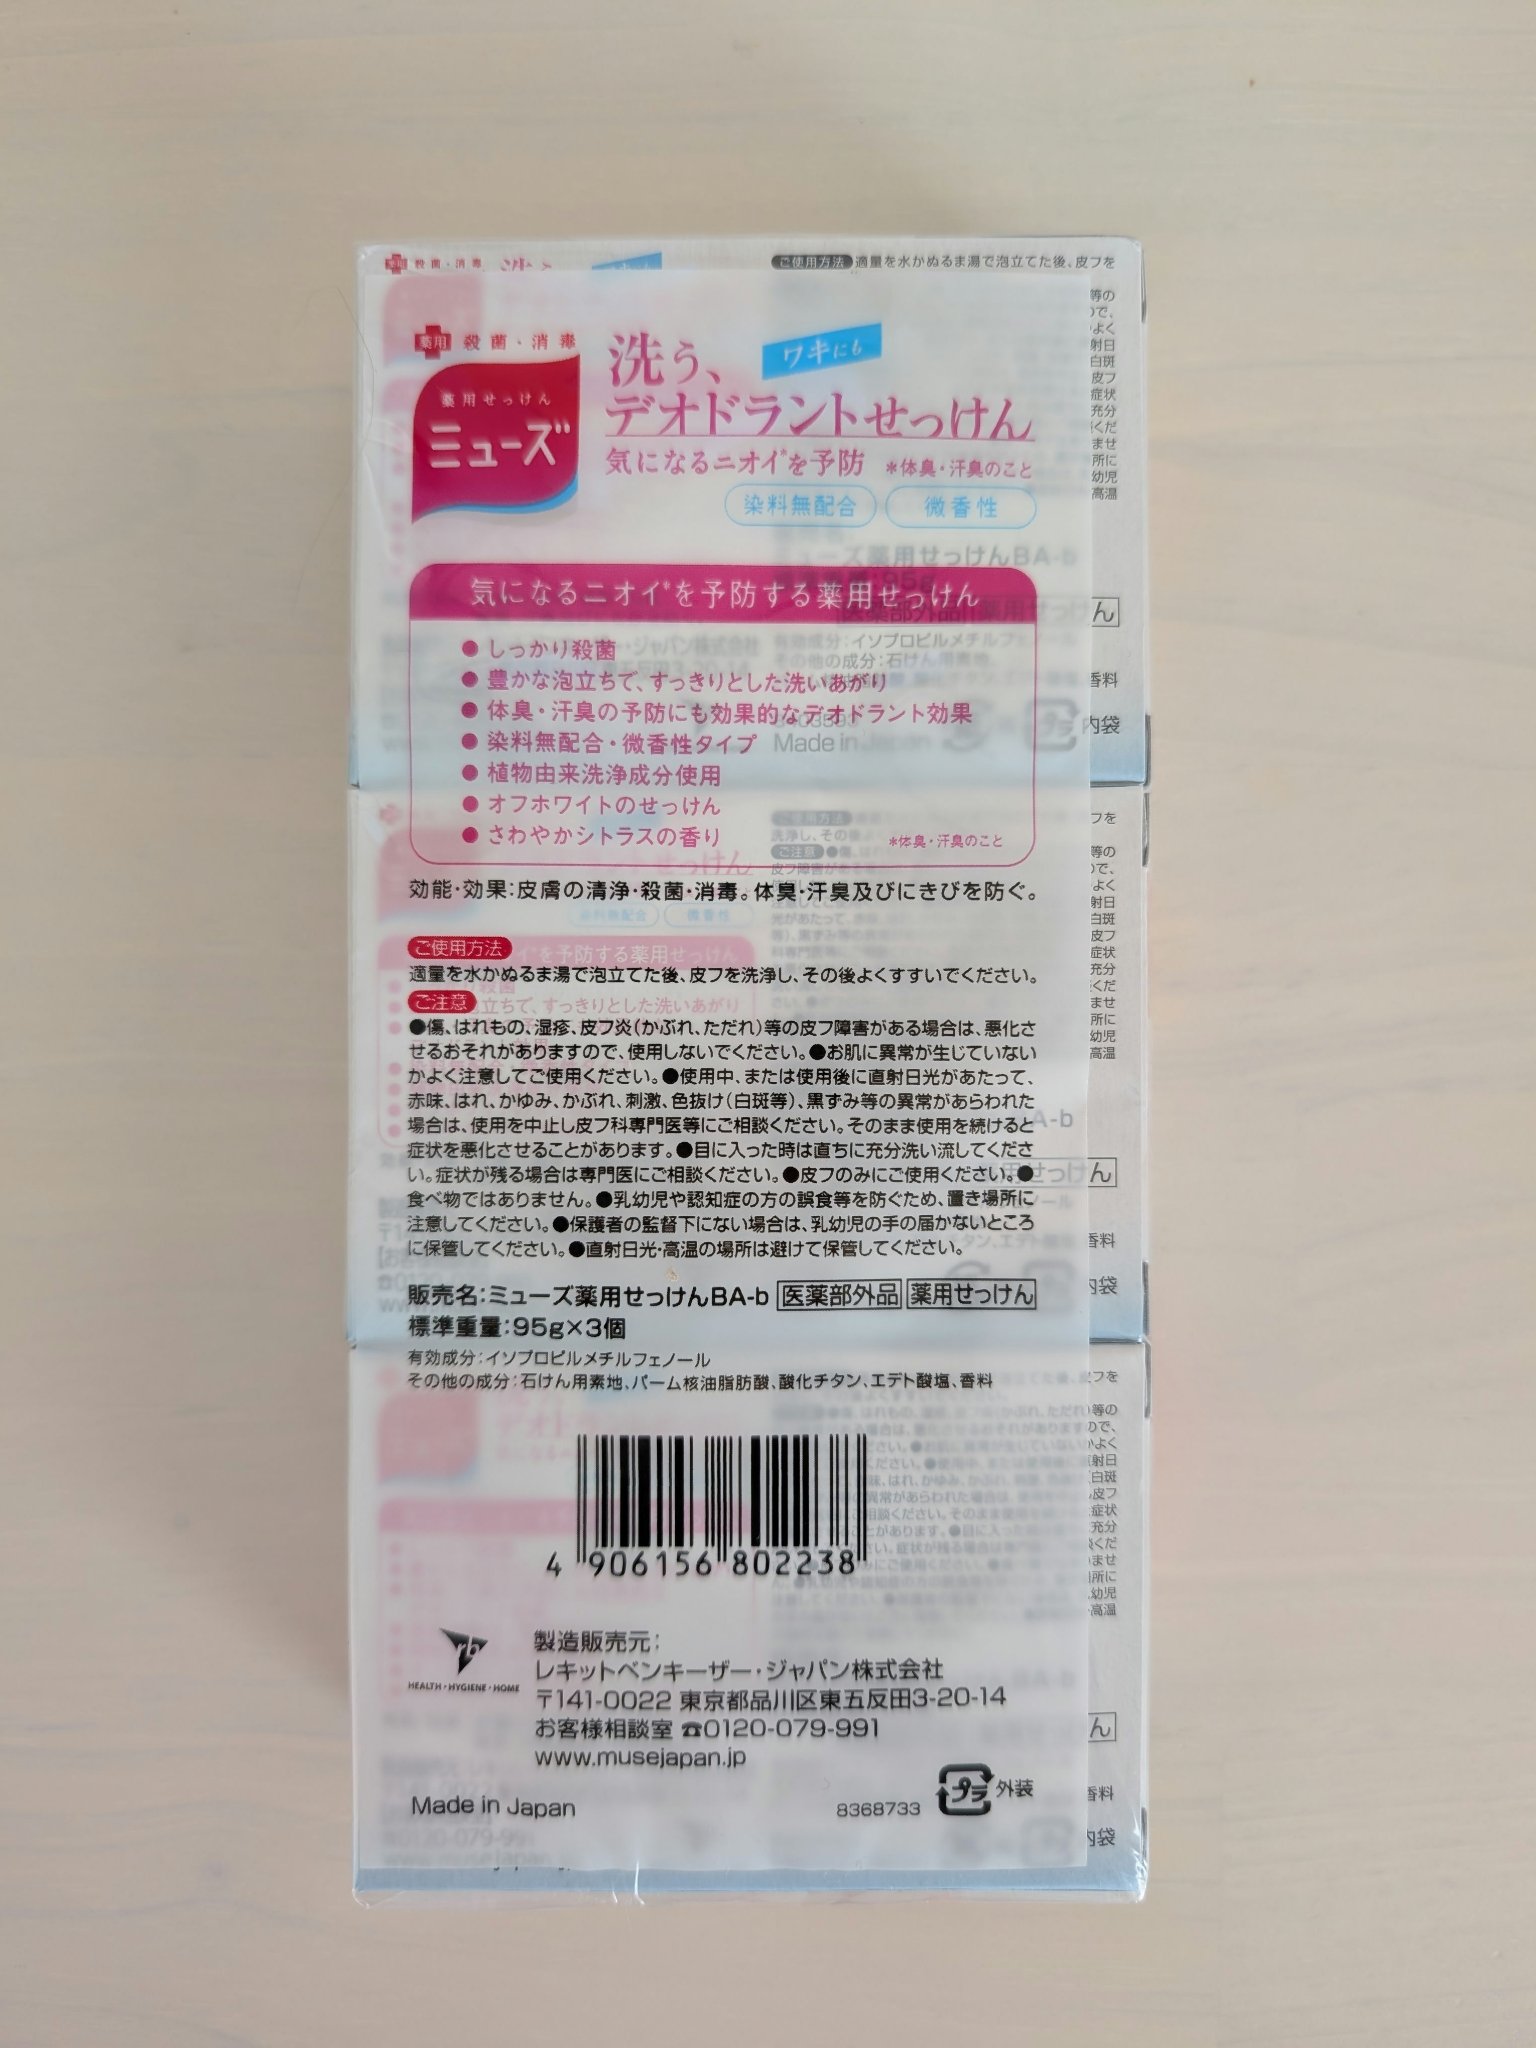 薬用 殺菌・消毒
薬用せっけん
ミューズ
洗う、
ワキにも
デオドラントせっけん
気になるニオイ*を予防 *体臭・汗臭のこと
染料無配合 微香性
気になるニオイ*を予防する薬用せっけん
●しっかり殺菌
●豊かな泡立ちで、すっきりとした洗いあがり
●体臭・汗臭の予防にも効果的なデオドラント効果
●染料無配合・微香性タイプ
●植物由来洗浄成分使用
●オフホワイトのせっけん
●さわやかシトラスの香り
*体臭・汗臭のこと
効能・効果:皮膚の清浄・殺菌・消毒。体臭・汗臭及びにきびを防ぐ。
ご使用方法
適量を水かぬるま湯で泡立てた後、皮フを洗浄し、その後よくすすいでください。
ご注意
●傷、はれもの、湿疹、皮フ炎(かぶれ、ただれ)等の皮フ障害がある場合は、悪化さ
せるおそれがありますので、使用しないでください。●お肌に異常が生じていない
かよく注意してご使用ください。●使用中、または使用後に直射日光があたって、
赤味、はれ、かゆみ、かぶれ、刺激、色抜け(白斑等)、黒ずみ等の異常があらわれた
場合は、使用を中止し皮フ科専門医等にご相談ください。そのまま使用を続けると
症状を悪化させることがあります。●目に入った時は直ちに充分洗い流してくださ
い。症状が残る場合は専門医にご相談ください。●皮フのみにご使用ください。●
食べ物ではありません。●乳幼児や認知症の方の誤食等を防ぐため、置き場所に
注意してください。●保護者の監督下にない場合は、乳幼児の手の届かないところ
に保管してください。●直射日光・高温の場所は避けて保管してください。
販売名:ミューズ薬用せっけんBA-b 医薬部外品 薬用せっけん
標準重量:95g×3個
有効成分:イソプロピルメチルフェノール
その他の成分:石けん用素地、パーム核油脂肪酸、酸化チタン、エデト酸塩、香料
4 906156 802238
rb
HEALTH・HYGIENE・HOME
製造販売元:
レキットベンキーザー・ジャパン株式会社
〒141-0022 東京都品川区東五反田3-20-14
お客様相談室 ☎0120-079-991
www.musejapan.jp
Made in Japan
8368733 プラ 外装
ご使用方法 適量を水かぬるま湯で泡立てた後、皮フを